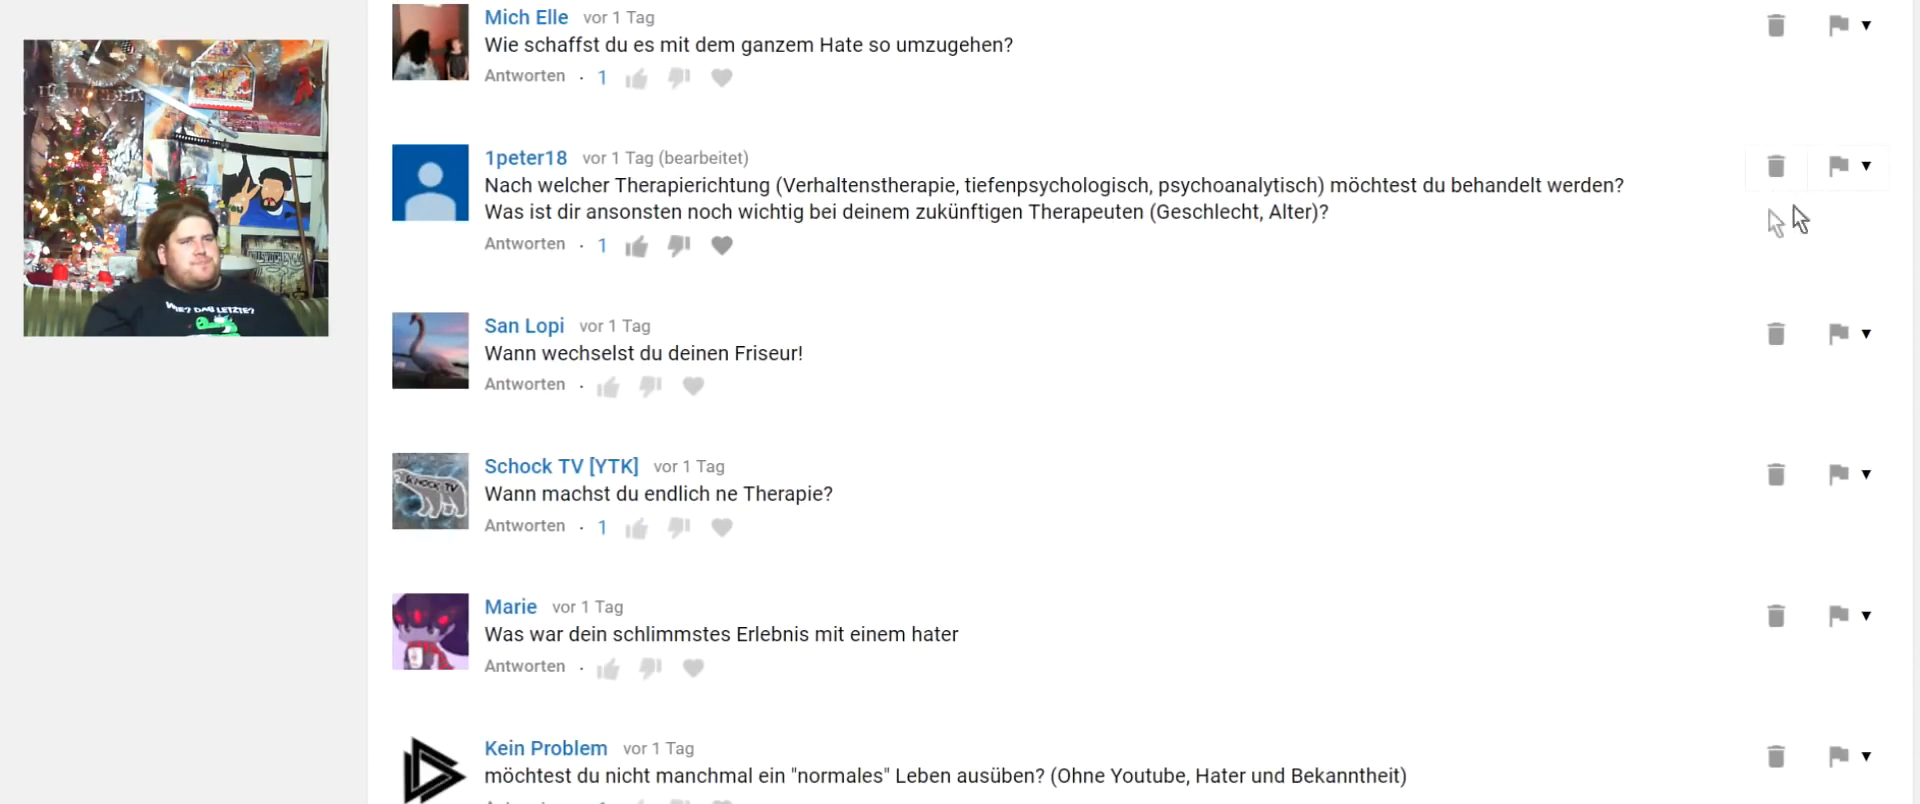 Mich Elle vor 1 Tag
Wie schaffst du es mit dem ganzem Hate so umzugehen?
Antworten · 1
1peter18 vor 1 Tag (bearbeitet)
Nach welcher Therapierichtung (Verhaltenstherapie, tiefenpsychologisch, psychoanalytisch) möchtest du behandelt werden?
Was ist dir ansonsten noch wichtig bei deinem zukünftigen Therapeuten (Geschlecht, Alter)?
Antworten · 1
WIE? DAS LETZTE?
San Lopi vor 1 Tag
Wann wechselst du deinen Friseur!
Antworten ·
SCHOCK TV
Schock TV [YTK] vor 1 Tag
Wann machst du endlich ne Therapie?
Antworten · 1
Marie vor 1 Tag
Was war dein schlimmstes Erlebnis mit einem hater
Antworten ·
Kein Problem vor 1 Tag
möchtest du nicht manchmal ein "normales" Leben ausüben? (Ohne Youtube, Hater und Bekanntheit)